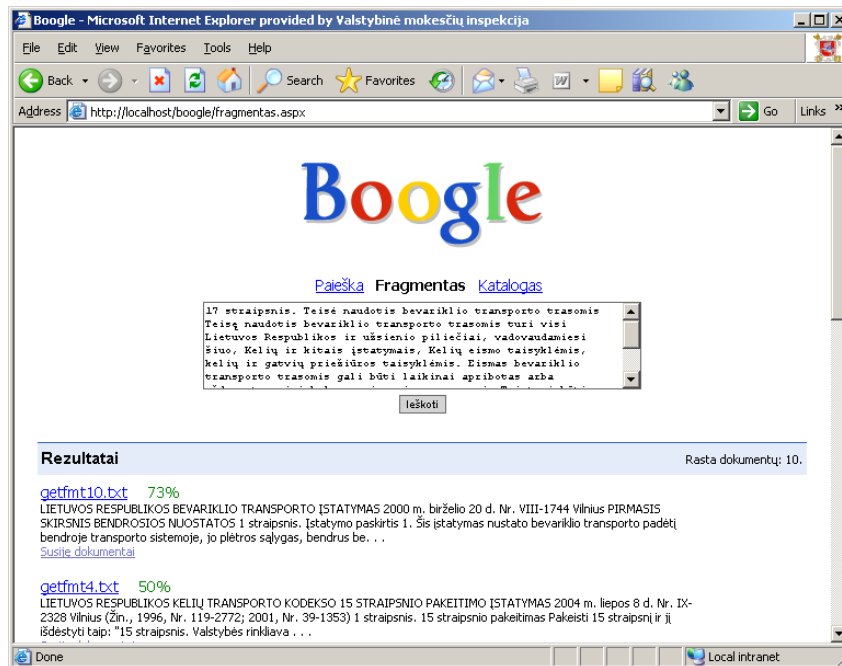 Boogle - Microsoft Internet Explorer provided by Valstybinė mokesčių inspekcija
File Edit View Favorites Tools Help
Back Search Favorites
Address http://localhost/boogle/fragmentas.aspx Go Links »
Boogle
Paieška Fragmentas Katalogas
17 straipsnis. Teisė naudotis bevariklio transporto trasomis
Teisę naudotis bevariklio transporto trasomis turi visi
Lietuvos Respublikos ir užsienio piliečiai, vadovaudamiesi
šiuo, Kelių ir kitais įstatymais, Kelių eismo taisyklėmis,
kelių ir gatvių priežiūros taisyklėmis. Eismas bevariklio
transporto trasomis gali būti laikinai apribotas arba
Ieškoti
Rezultatai Rasta dokumentų: 10.
getfmt10.txt 73%
LIETUVOS RESPUBLIKOS BEVARIKLIO TRANSPORTO ĮSTATYMAS 2000 m. birželio 20 d. Nr. VIII-1744 Vilnius PIRMASIS
SKIRSNIS BENDROSIOS NUOSTATOS 1 straipsnis. Įstatymo paskirtis 1. Šis įstatymas nustato bevariklio transporto padėtį
bendroje transporto sistemoje, jo plėtros sąlygas, bendrus be. . .
Susiję dokumentai
getfmt4.txt 50%
LIETUVOS RESPUBLIKOS KELIŲ TRANSPORTO KODEKSO 15 STRAIPSNIO PAKEITIMO ĮSTATYMAS 2004 m. liepos 8 d. Nr. IX-
2328 Vilnius (Žin., 1996, Nr. 119-2772; 2001, Nr. 39-1353) 1 straipsnis. 15 straipsnio pakeitimas Pakeisti 15 straipsnį ir jį
išdėstyti taip: "15 straipsnis. Valstybės rinkliava . . .
Done Local intranet